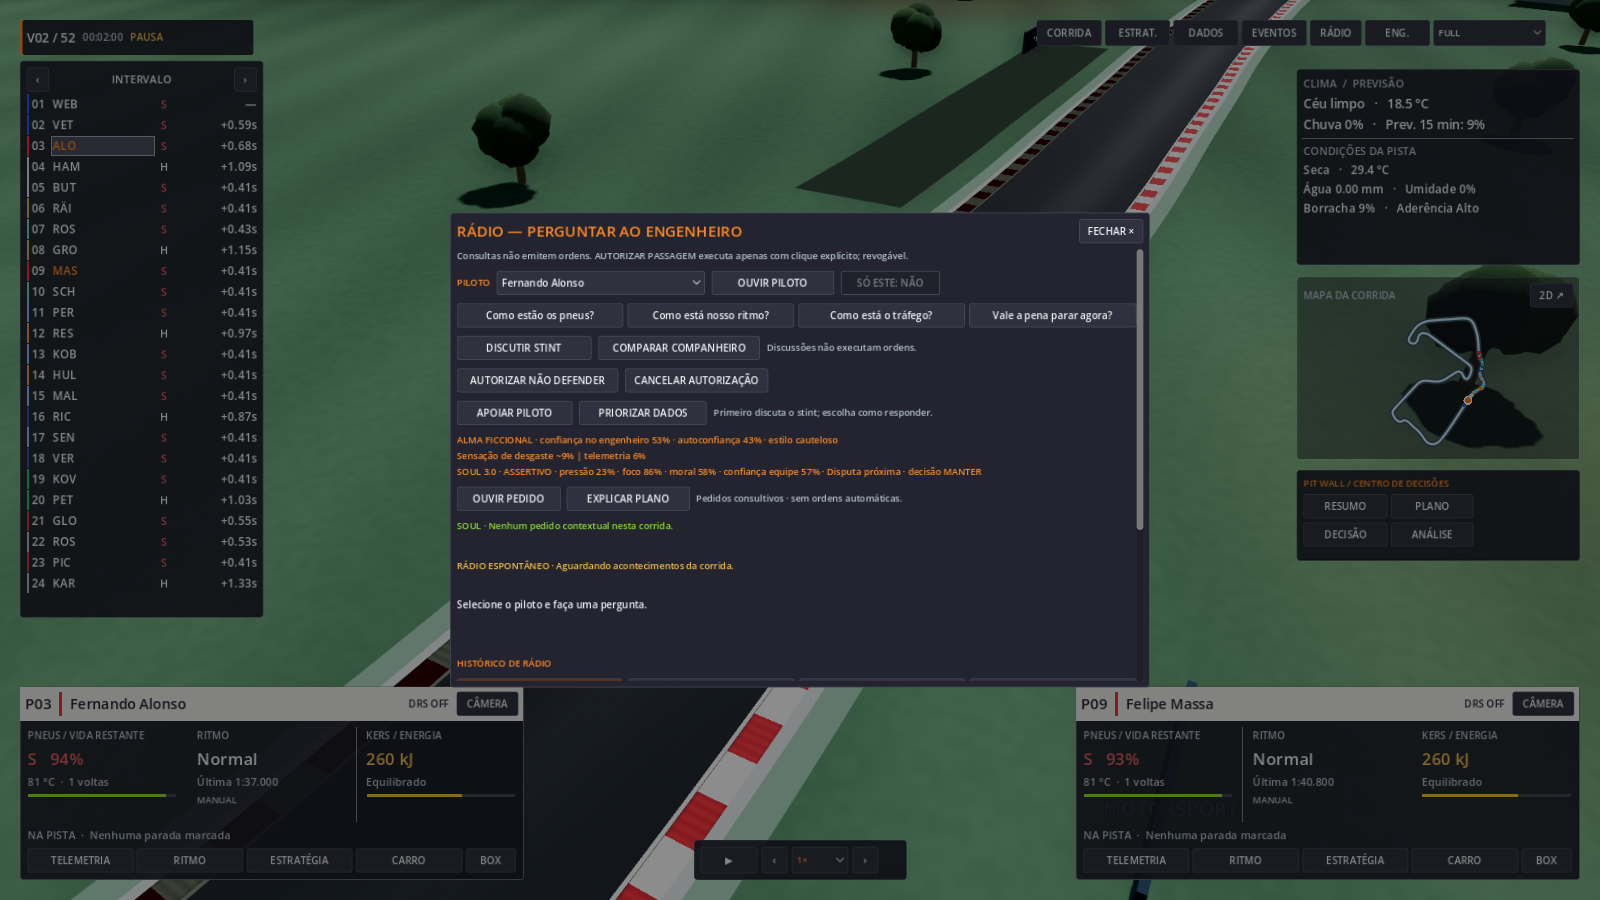 V02 / 52 00:02:00 PAUSA
CORRIDA ESTRAT. DADOS EVENTOS RÁDIO ENG. FULL
‹ INTERVALO ›
01 WEB S —
02 VET S +0.59s
03 ALO S +0.68s
04 HAM H +1.09s
05 BUT S +0.41s
06 RÄI S +0.41s
07 ROS S +0.43s
08 GRO H +1.15s
09 MAS S +0.41s
10 SCH S +0.41s
11 PER S +0.41s
12 RES H +0.97s
13 KOB S +0.41s
14 HUL S +0.41s
15 MAL S +0.41s
16 RIC H +0.87s
17 SEN S +0.41s
18 VER S +0.41s
19 KOV S +0.41s
20 PET H +1.03s
21 GLO S +0.55s
22 ROS S +0.53s
23 PIC S +0.41s
24 KAR H +1.33s
CLIMA / PREVISÃO
Céu limpo · 18.5 °C
Chuva 0% · Prev. 15 min: 9%
CONDIÇÕES DA PISTA
Seca · 29.4 °C
Água 0.00 mm · Umidade 0%
Borracha 9% · Aderência Alto
MAPA DA CORRIDA 2D ↗
PIT WALL / CENTRO DE DECISÕES
RESUMO PLANO
DECISÃO ANÁLISE
RÁDIO — PERGUNTAR AO ENGENHEIRO FECHAR ×
Consultas não emitem ordens. AUTORIZAR PASSAGEM executa apenas com clique explícito; revogável.
PILOTO Fernando Alonso OUVIR PILOTO SÓ ESTE: NÃO
Como estão os pneus? Como está nosso ritmo? Como está o tráfego? Vale a pena parar agora?
DISCUTIR STINT COMPARAR COMPANHEIRO Discussões não executam ordens.
AUTORIZAR NÃO DEFENDER CANCELAR AUTORIZAÇÃO
APOIAR PILOTO PRIORIZAR DADOS Primeiro discuta o stint; escolha como responder.
ALMA FICCIONAL · confiança no engenheiro 53% · autoconfiança 43% · estilo cauteloso
Sensação de desgaste ~9% | telemetria 6%
SOUL 3.0 · ASSERTIVO · pressão 23% · foco 86% · moral 58% · confiança equipe 57% · Disputa próxima · decisão MANTER
OUVIR PEDIDO EXPLICAR PLANO Pedidos consultivos · sem ordens automáticas.
SOUL · Nenhum pedido contextual nesta corrida.
RÁDIO ESPONTÂNEO · Aguardando acontecimentos da corrida.
Selecione o piloto e faça uma pergunta.
HISTÓRICO DE RÁDIO
P03 Fernando Alonso DRS OFF CÂMERA
PNEUS / VIDA RESTANTE RITMO KERS / ENERGIA
S 94% Normal 260 kJ
81 °C · 1 voltas Última 1:37.000 Equilibrado
MANUAL
NA PISTA · Nenhuma parada marcada
TELEMETRIA RITMO ESTRATÉGIA CARRO BOX
▶ ‹ 1× ›
P09 Felipe Massa DRS OFF CÂMERA
PNEUS / VIDA RESTANTE RITMO KERS / ENERGIA
S 93% Normal 260 kJ
81 °C · 1 voltas Última 1:40.800 Equilibrado
MANUAL
MOTORSPORT
NA PISTA · Nenhuma parada marcada
TELEMETRIA RITMO ESTRATÉGIA CARRO BOX